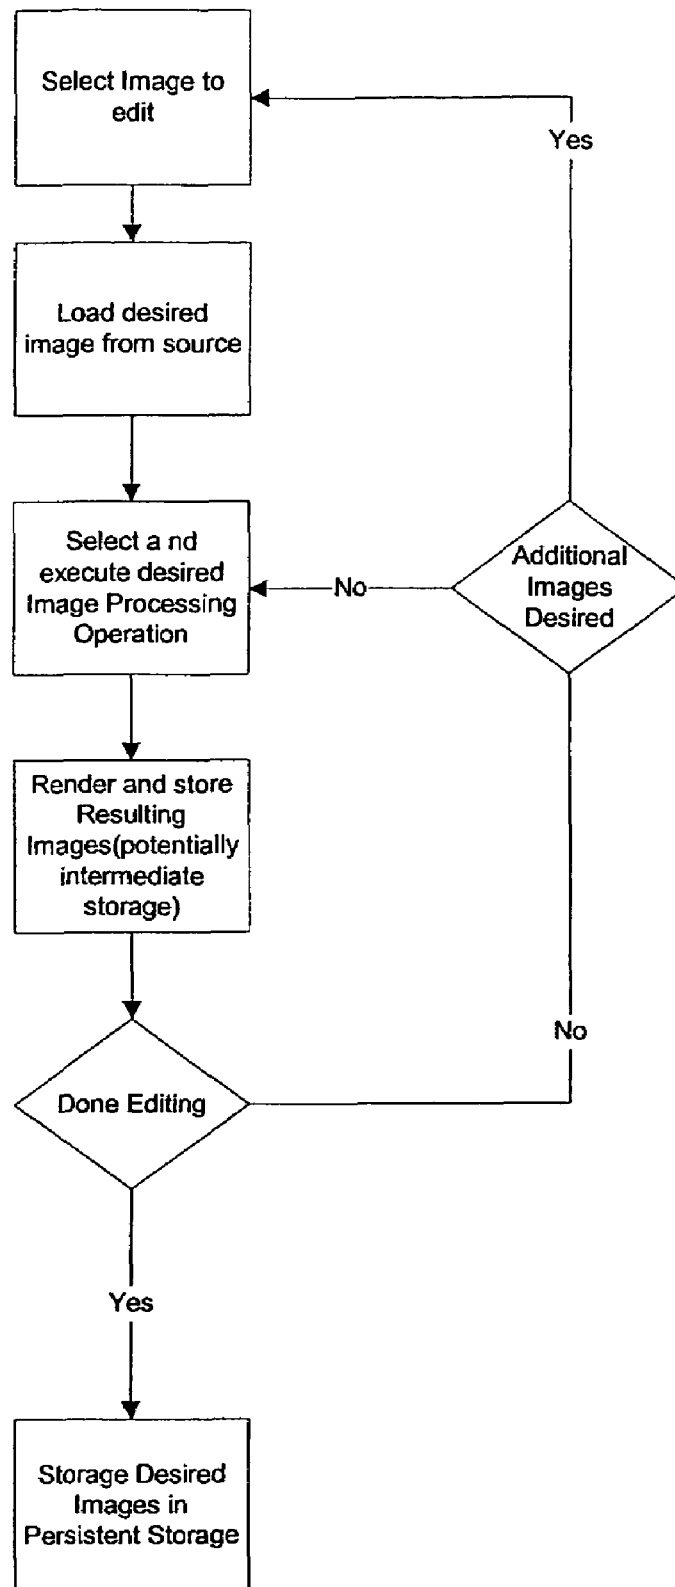 Select Image to
edit
Yes
Load desired
image from source
Select a nd
execute desired
Image Processing
Operation
No
Additional
Images
Desired
Render and store
Resulting
Images(potentially
intermediate
storage)
No
Done Editing
Yes
Storage Desired
Images in
Persistent Storage